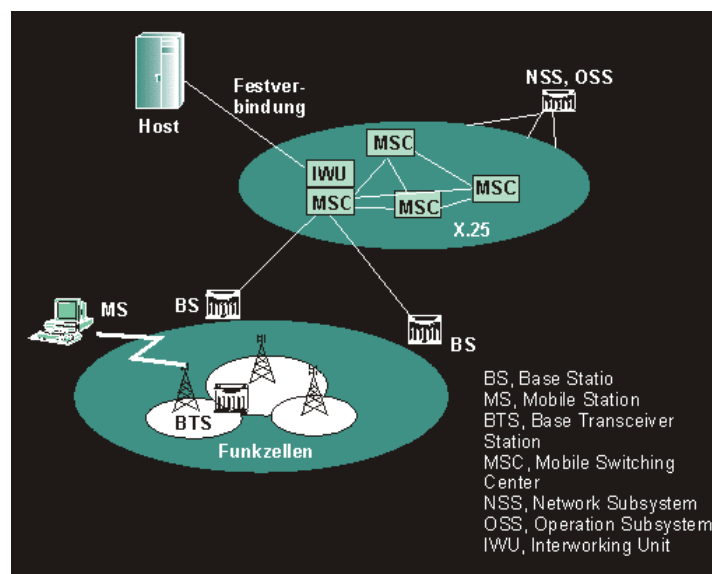 Festver-
bindung
Host
NSS, OSS
MSC
IWU
MSC
MSC
MSC
X.25
MS
BS
BS
BTS
Funkzellen
BS, Base Statio
MS, Mobile Station
BTS, Base Transceiver
Station
MSC, Mobile Switching
Center
NSS, Network Subsystem
OSS, Operation Subsystem
IWU, Interworking Unit